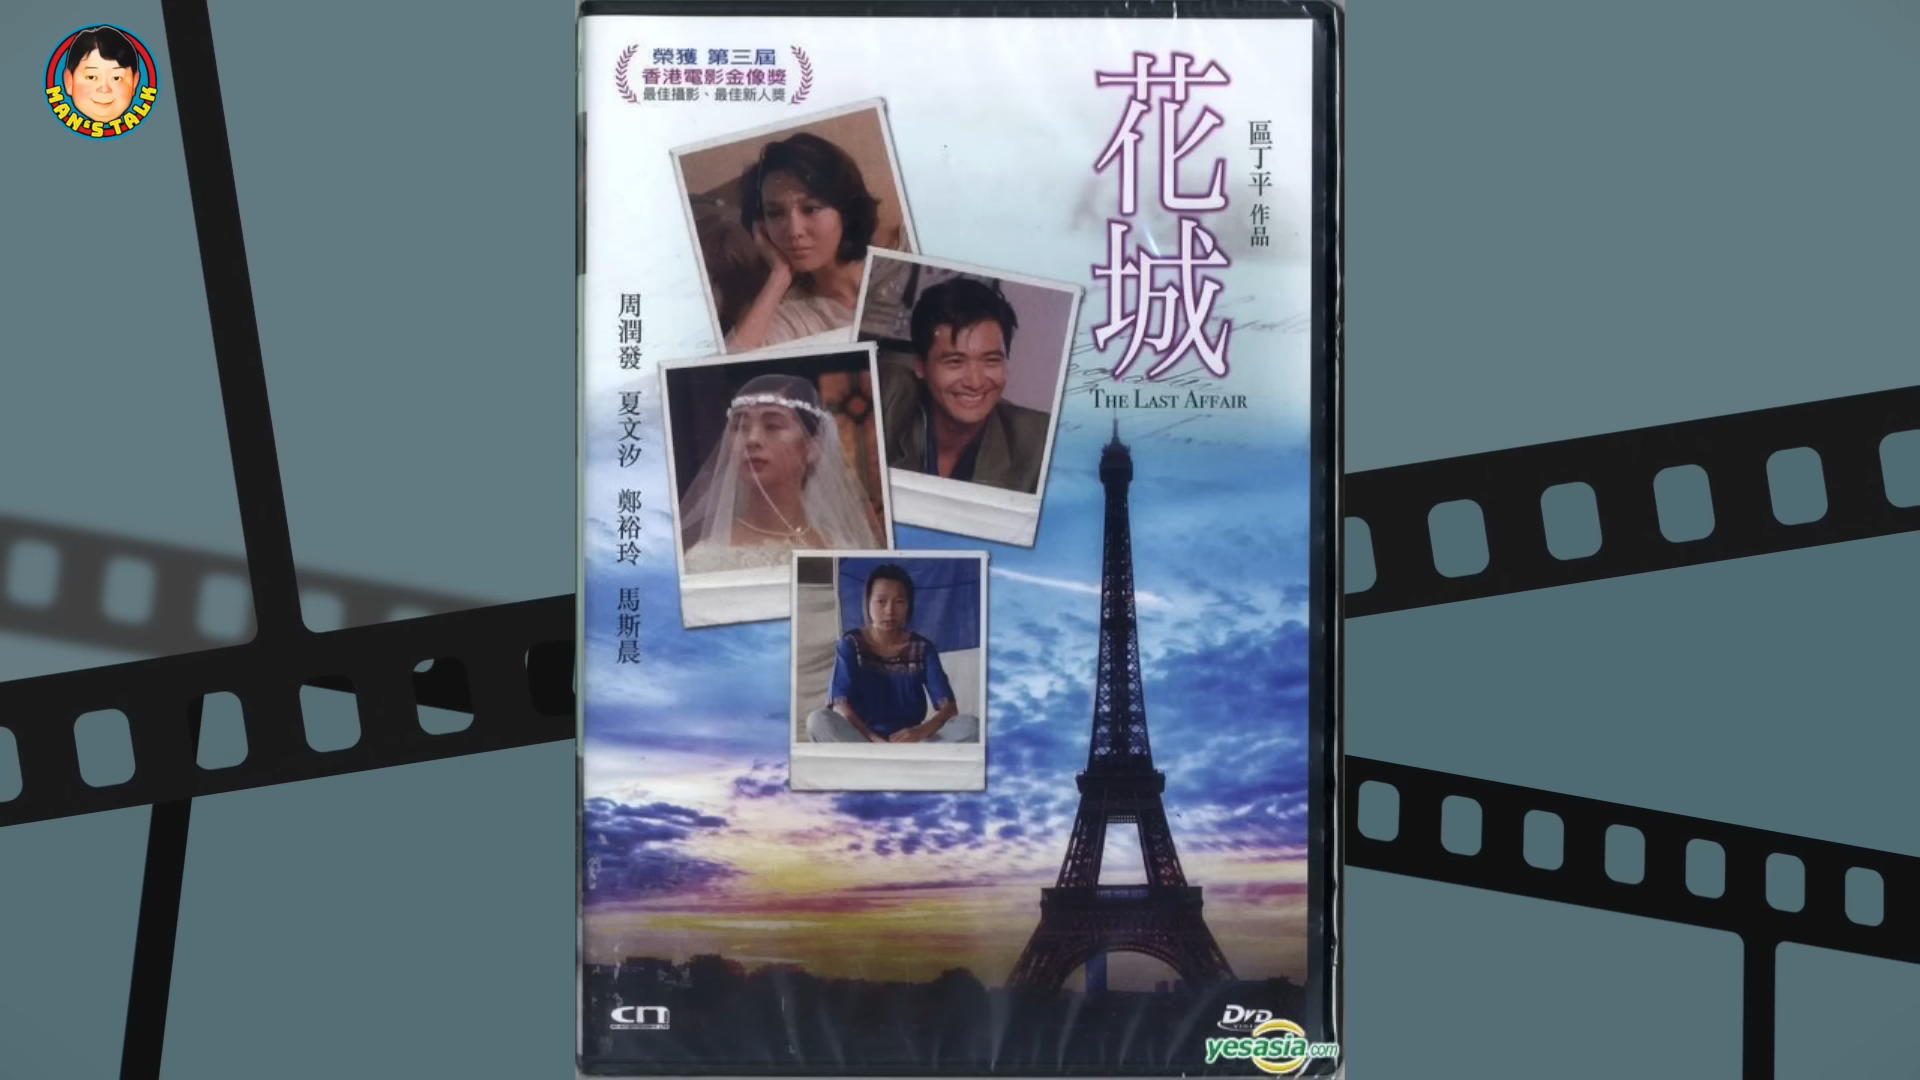 MAN'S TALK
榮獲 第三屆
香港電影金像獎
最佳攝影、最佳新人獎
花城
區丁平 作品
THE LAST AFFAIR
周潤發 夏文汐 鄭裕玲 馬斯晨
cn
DVD
VIDEO
yesasia.com